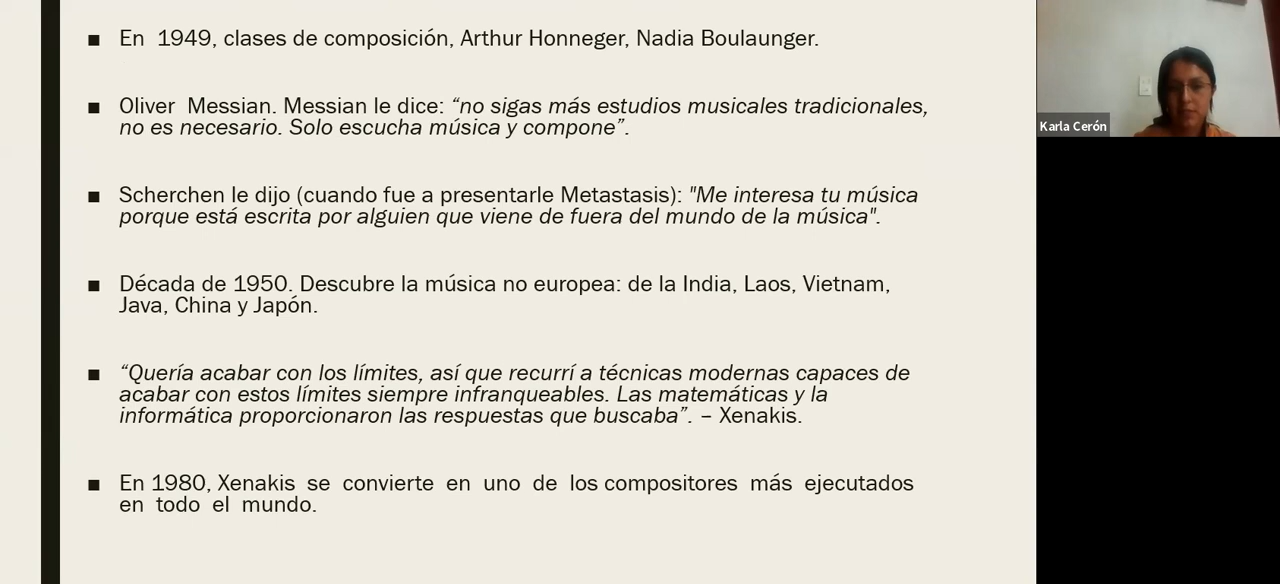 ■ En 1949, clases de composición, Arthur Honneger, Nadia Boulaunger.
■ Oliver Messian. Messian le dice: “no sigas más estudios musicales tradicionales,
no es necesario. Solo escucha música y compone”.
■ Scherchen le dijo (cuando fue a presentarle Metastasis): "Me interesa tu música
porque está escrita por alguien que viene de fuera del mundo de la música".
■ Década de 1950. Descubre la música no europea: de la India, Laos, Vietnam,
Java, China y Japón.
■ “Quería acabar con los límites, así que recurrí a técnicas modernas capaces de
acabar con estos límites siempre infranqueables. Las matemáticas y la
informática proporcionaron las respuestas que buscaba”. – Xenakis.
■ En 1980, Xenakis se convierte en uno de los compositores más ejecutados
en todo el mundo.
Karla Cerón